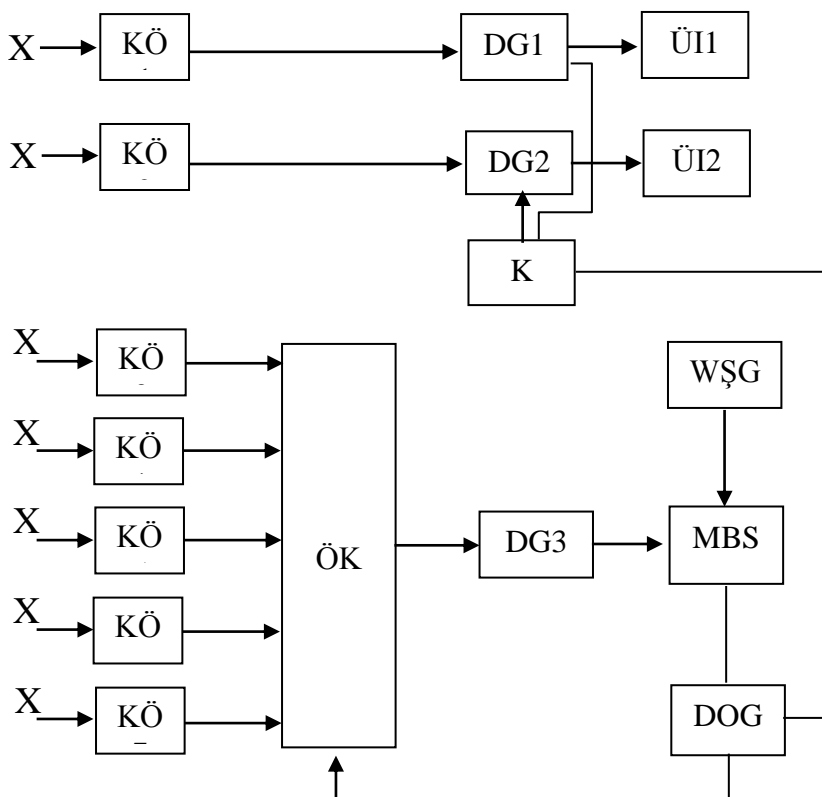 X KÖ DG1 ÜI1
X KÖ DG2 ÜI2
K
X KÖ WŞG
X KÖ
X KÖ ÖK DG3 MBS
X KÖ
X KÖ DOG